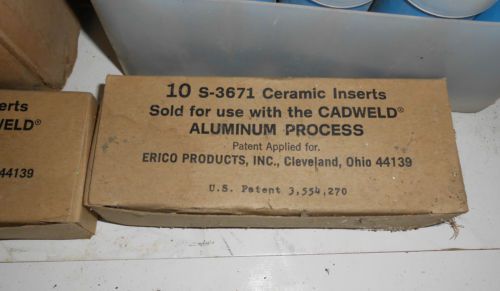 10 S-3671 Ceramic Inserts
Sold for use with the CADWELD®
ALUMINUM PROCESS
Patent Applied for.
ERICO PRODUCTS, INC., Cleveland, Ohio 44139
U.S. Patent 3,554,270
erts
WELD®
44139